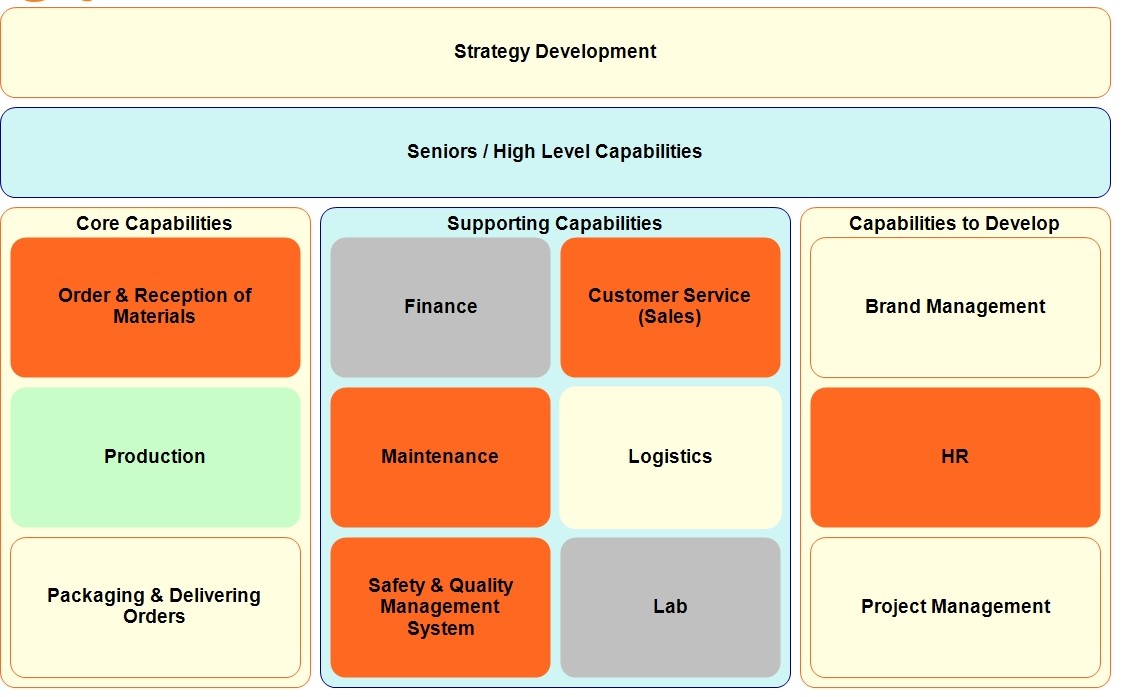 Strategy Development
Seniors / High Level Capabilities
Core Capabilities
Order & Reception of
Materials
Production
Packaging & Delivering
Orders
Supporting Capabilities
Finance
Customer Service
(Sales)
Maintenance
Logistics
Safety & Quality
Management
System
Lab
Capabilities to Develop
Brand Management
HR
Project Management